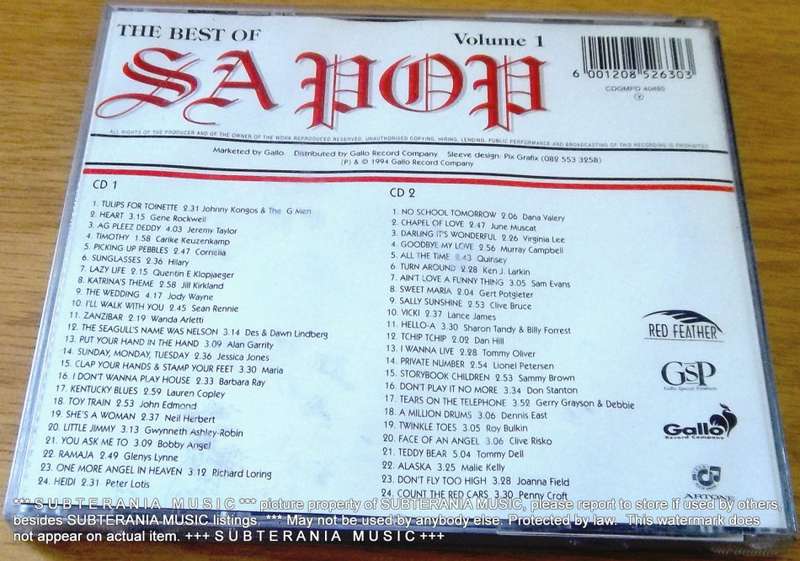 THE BEST OF
Volume 1
SA POP
6 001208 526303
CDGMPD 40485
ALL RIGHTS OF THE PRODUCER AND OF THE OWNER OF THE WORK REPRODUCED RESERVED. UNAUTHORISED COPYING, HIRING, LENDING, PUBLIC PERFORMANCE AND BROADCASTING OF THIS RECORDING IS PROHIBITED
Marketed by Gallo Distributed by Gallo Record Company Sleeve design: Pix Grafix (082 553 3258)
(P) & © 1994 Gallo Record Company
CD 1
1. TULIPS FOR TOINETTE 2.31 Johnny Kongos & The G Men
2. HEART 3.15 Gene Rockwell
3. AG PLEEZ DEDDY 4.03 Jeremy Taylor
4. TIMOTHY 1.58 Carike Keuzenkamp
5. PICKING UP PEBBLES 2.47 Cornelia
6. SUNGLASSES 2.36 Hilary
7. LAZY LIFE 2.15 Quentin E Klopjaeger
8. KATRINA'S THEME 2.58 Jill Kirkland
9. THE WEDDING 4.17 Jody Wayne
10. I'LL WALK WITH YOU 2.45 Sean Rennie
11. ZANZIBAR 2.19 Wanda Arletti
12. THE SEAGULL'S NAME WAS NELSON 3.14 Des & Dawn Lindberg
13. PUT YOUR HAND IN THE HAND 3.09 Alan Garrity
14. SUNDAY, MONDAY, TUESDAY 2.36 Jessica Jones
15. CLAP YOUR HANDS & STAMP YOUR FEET 3.30 Maria
16. I DON'T WANNA PLAY HOUSE 2.33 Barbara Ray
17. KENTUCKY BLUES 2.59 Lauren Copley
18. TOY TRAIN 2.53 John Edmond
19. SHE'S A WOMAN 2.37 Neil Herbert
20. LITTLE JIMMY 3.13 Gwynneth Ashley-Robin
21. YOU ASK ME TO 3.09 Bobby Angel
22. RAMAJA 2.49 Glenys Lynne
23. ONE MORE ANGEL IN HEAVEN 3.12 Richard Loring
24. HEIDI 2.31 Peter Lotis
CD 2
1. NO SCHOOL TOMORROW 2.06 Dana Valery
2. CHAPEL OF LOVE 2.47 June Muscat
3. DARLING IT'S WONDERFUL 2.26 Virginia Lee
4. GOODBYE MY LOVE 2.56 Murray Campbell
5. ALL THE TIME 2.43 Quinsey
6. TURN AROUND 2.28 Ken J. Larkin
7. AIN'T LOVE A FUNNY THING 3.05 Sam Evans
8. SWEET MARIA 2.04 Gert Potgieter
9. SALLY SUNSHINE 2.53 Clive Bruce
10. VICKI 2.37 Lance James
11. HELLO-A 3.30 Sharon Tandy & Billy Forrest
12. TCHIP TCHIP 2.02 Dan Hill
13. I WANNA LIVE 2.28 Tommy Oliver
14. PRIVATE NUMBER 2.54 Lionel Petersen
15. STORYBOOK CHILDREN 2.53 Sammy Brown
16. DON'T PLAY IT NO MORE 3.34 Don Stanton
17. TEARS ON THE TELEPHONE 3.52 Gerry Grayson & Debbie
18. A MILLION DRUMS 3.06 Dennis East
19. TWINKLE TOES 3.05 Roy Bulkin
20. FACE OF AN ANGEL 3.06 Clive Risko
21. TEDDY BEAR 5.04 Tommy Dell
22. ALASKA 3.25 Malie Kelly
23. DON'T FLY TOO HIGH 3.28 Joanna Field
24. COUNT THE RED CARS 3.30 Penny Croft
RED FEATHER
GSP
Gallo Special Products
Gallo
Record Company
ARTONE
*** S U B T E R A N I A M U S I C *** picture property of SUBTERANIA MUSIC, please report to store if used by others,
besides SUBTERANIA MUSIC listings. *** May not be used by anybody else. Protected by law. This watermark does
not appear on actual item. +++ S U B T E R A N I A M U S I C +++